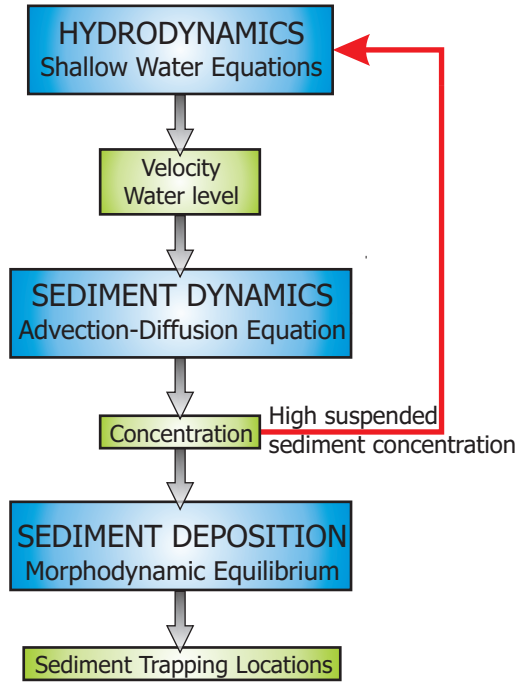 HYDRODYNAMICS
Shallow Water Equations
Velocity
Water level
SEDIMENT DYNAMICS
Advection-Diffusion Equation
Concentration
High suspended
sediment concentration
SEDIMENT DEPOSITION
Morphodynamic Equilibrium
Sediment Trapping Locations